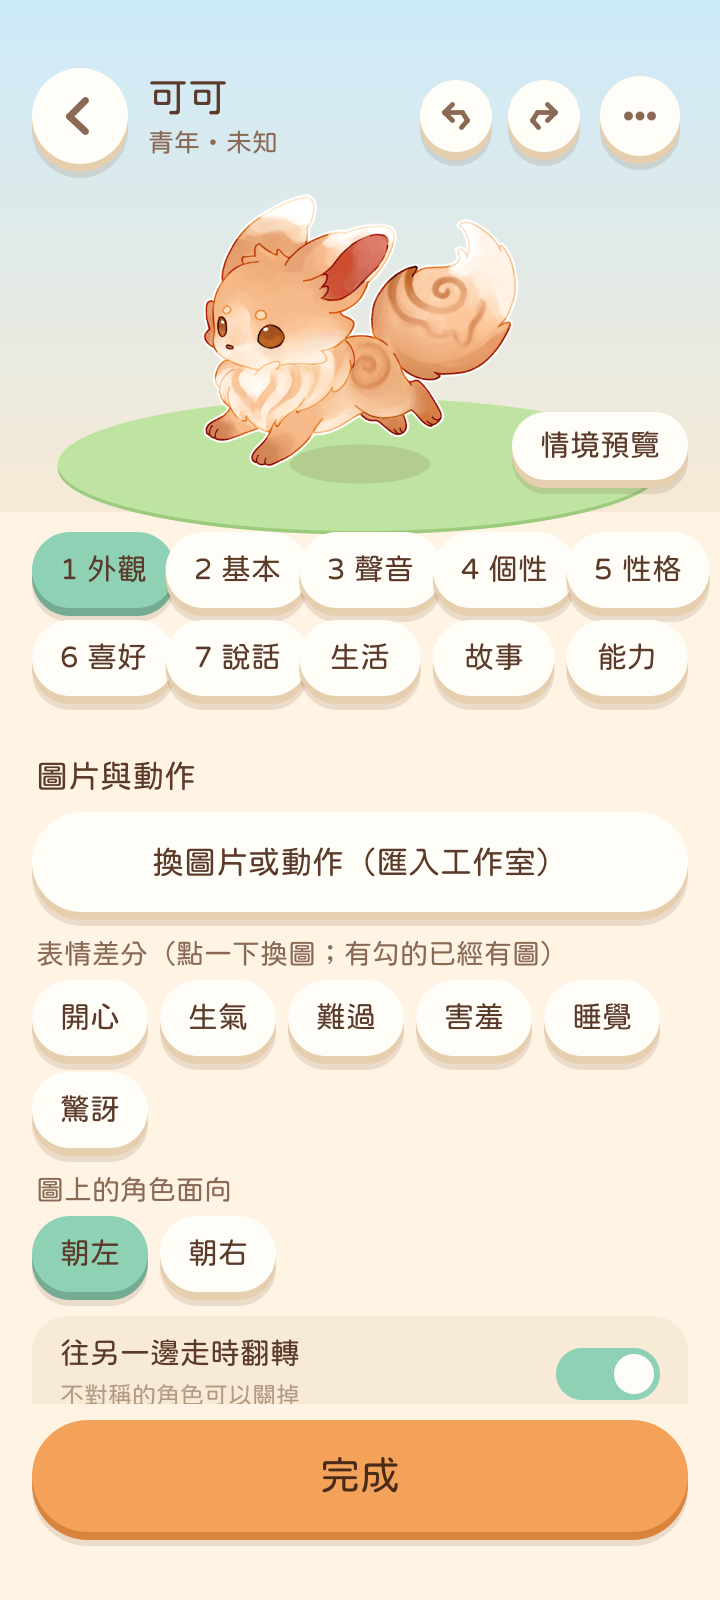 可可
青年・未知
情境預覽
1 外觀 2 基本 3 聲音 4 個性 5 性格
6 喜好 7 說話 生活 故事 能力
圖片與動作
換圖片或動作（匯入工作室）
表情差分（點一下換圖；有勾的已經有圖）
開心 生氣 難過 害羞 睡覺
驚訝
圖上的角色面向
朝左 朝右
往另一邊走時翻轉
不對稱的角色可以關掉
完成